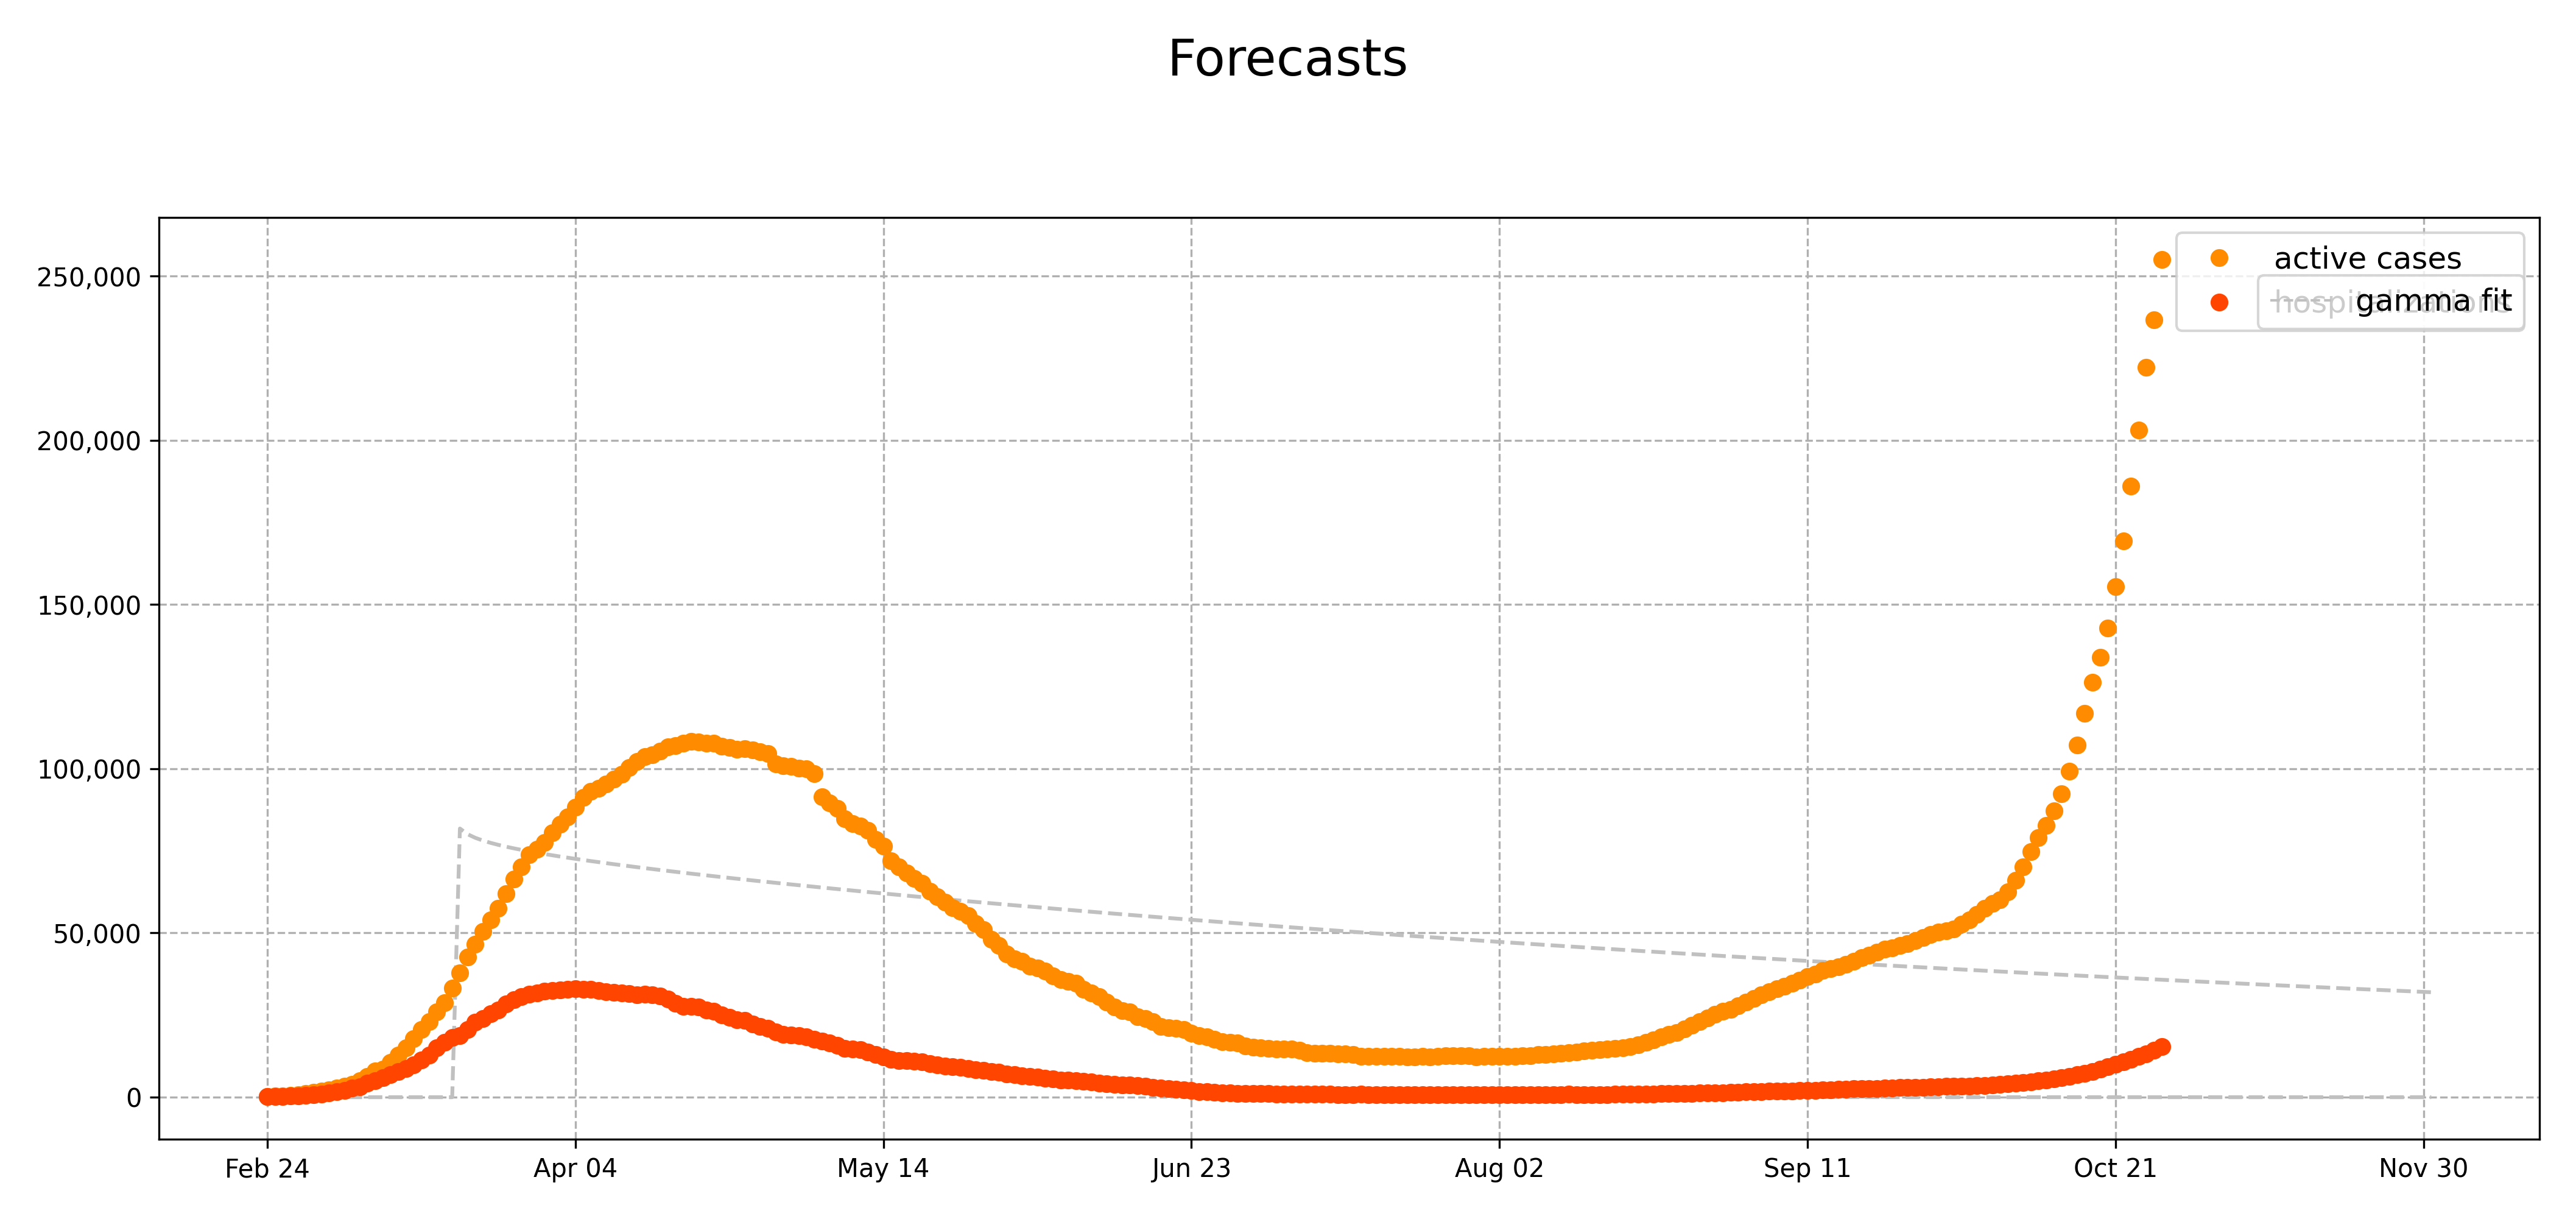 Forecasts
250,000
200,000
150,000
100,000
50,000
0
active cases
hospitalizations
gamma fit
Feb 24 Apr 04 May 14 Jun 23 Aug 02 Sep 11 Oct 21 Nov 30